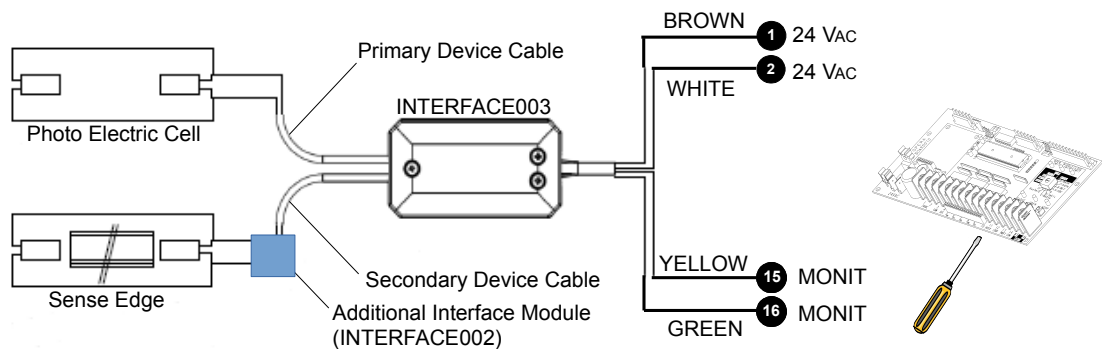 BROWN
1 24 VAC
Primary Device Cable
2 24 VAC
WHITE
INTERFACE003
Photo Electric Cell
YELLOW 15 MONIT
Secondary Device Cable
Sense Edge
Additional Interface Module
(INTERFACE002)
16 MONIT
GREEN